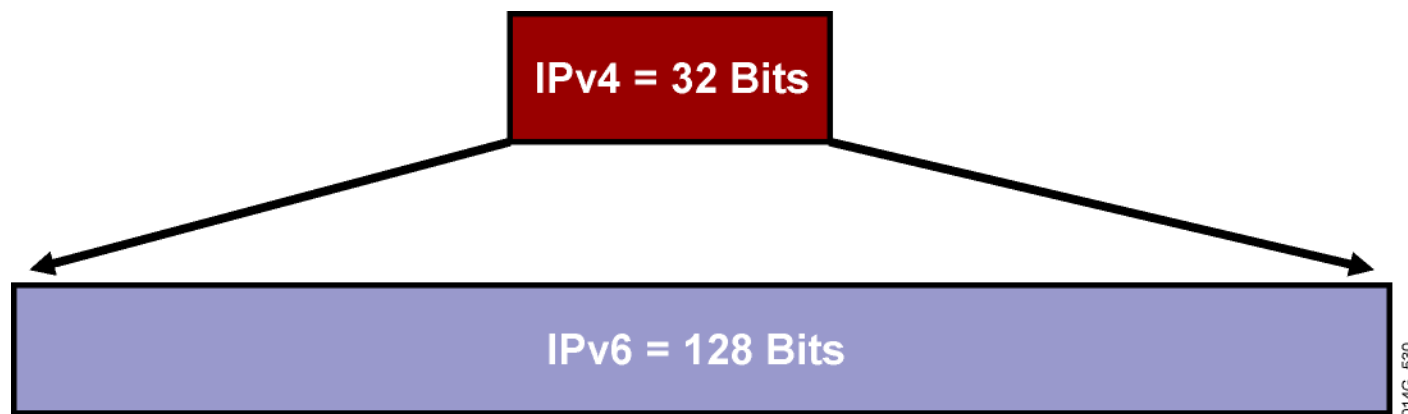 IPv4 = 32 Bits
IPv6 = 128 Bits